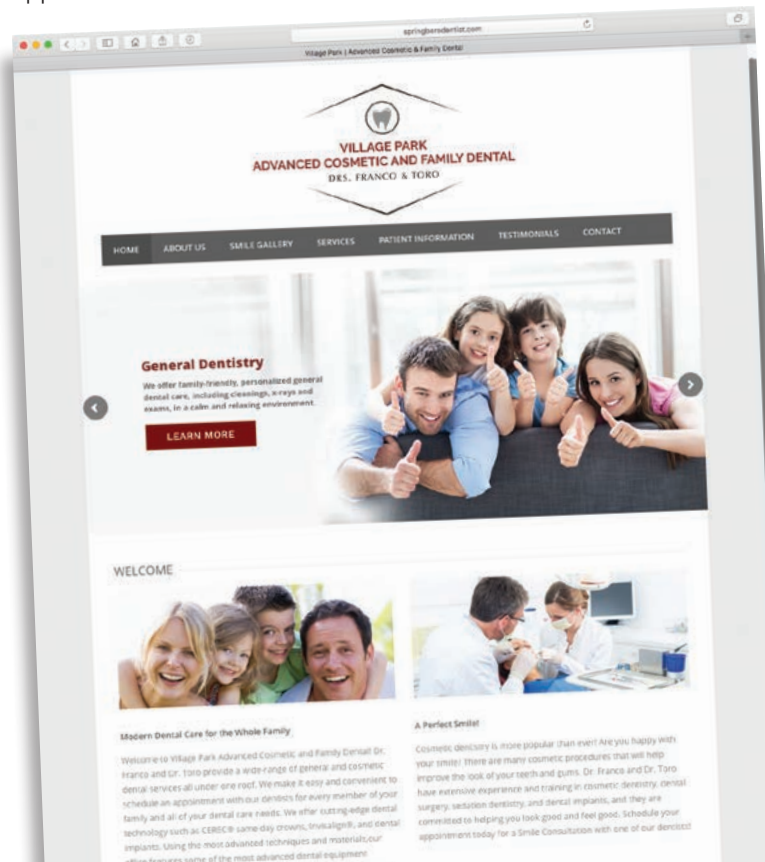 springborodentist.com
Village Park | Advanced Cosmetic & Family Dental
VILLAGE PARK
ADVANCED COSMETIC AND FAMILY DENTAL
DRS. FRANCO & TORO
HOME ABOUT US SMILE GALLERY SERVICES PATIENT INFORMATION TESTIMONIALS CONTACT
General Dentistry
We offer family-friendly, personalized general
dental care, including cleanings, x-rays and
exams, in a calm and relaxing environment.
LEARN MORE
WELCOME
Modern Dental Care for the Whole Family
Welcome to Village Park Advanced Cosmetic and Family Dental! Dr.
Franco and Dr. Toro provide a wide-range of general and cosmetic
dental services all under one roof. We make it easy and convenient to
schedule an appointment with our dentists for every member of your
family and all of your dental care needs. We offer cutting-edge dental
technology such as CEREC® same-day crowns, Invisalign®, and dental
implants. Using the most advanced techniques and materials,our
office features some of the most advanced dental equipment
A Perfect Smile!
Cosmetic dentistry is more popular than ever! Are you happy with
your smile? There are many cosmetic procedures that will help
improve the look of your teeth and gums. Dr. Franco and Dr. Toro
have extensive experience and training in cosmetic dentistry, dental
surgery, sedation dentistry, and dental implants, and they are
committed to helping you look good and feel good. Schedule your
appointment today for a Smile Consultation with one of our dentists!